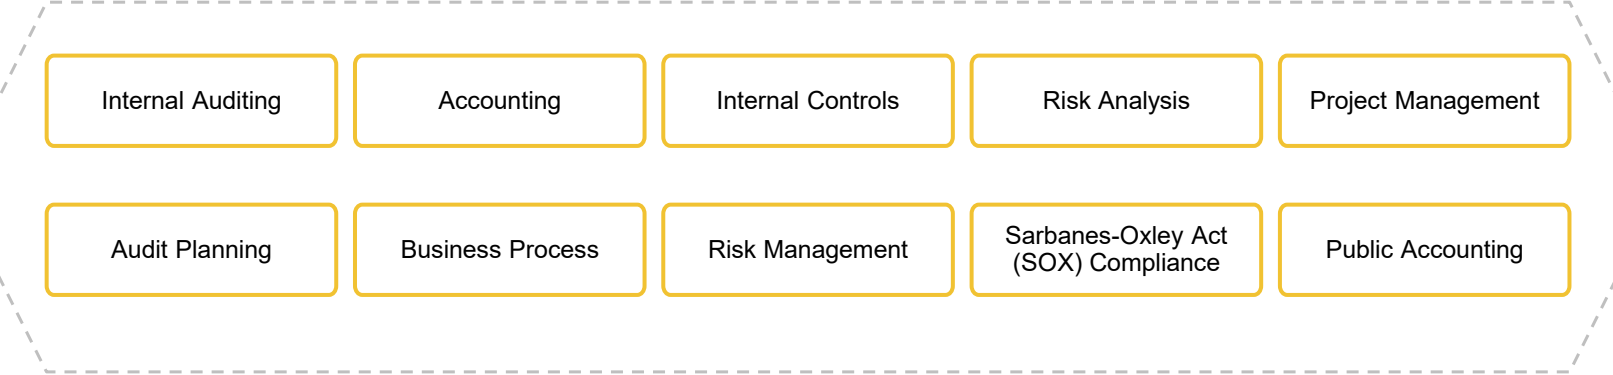 Internal Auditing
Accounting
Internal Controls
Risk Analysis
Project Management
Audit Planning
Business Process
Risk Management
Sarbanes-Oxley Act
(SOX) Compliance
Public Accounting